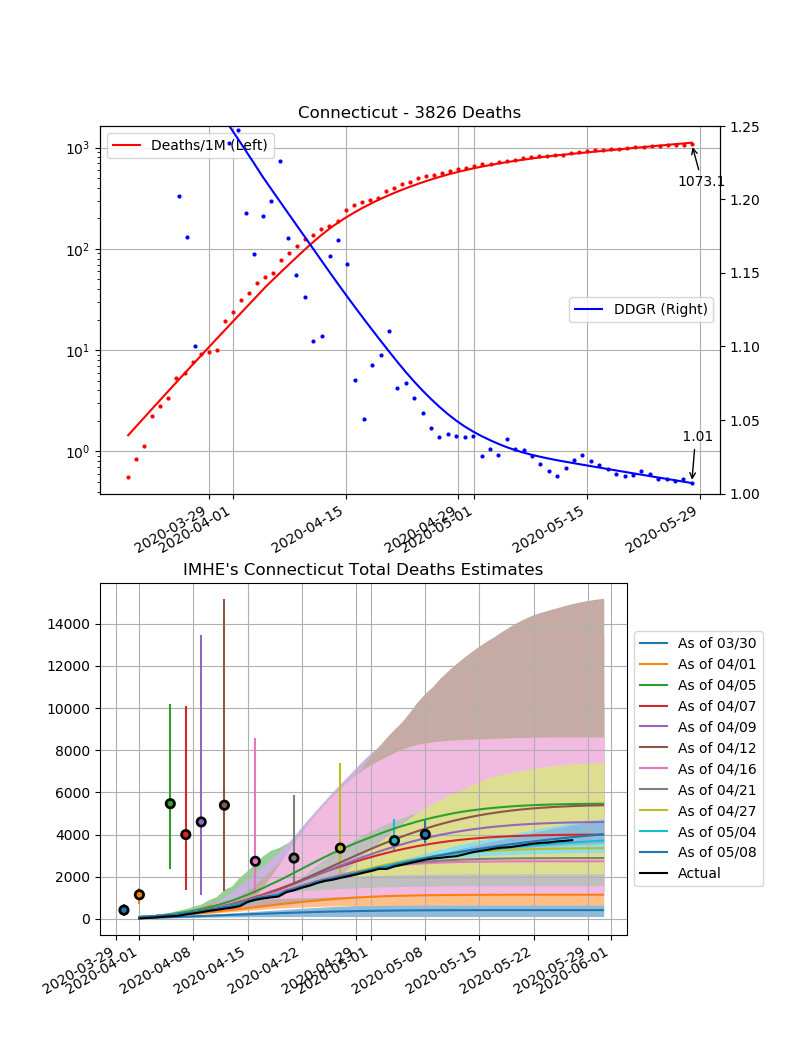 Connecticut - 3826 Deaths
10³
10²
10¹
10⁰
Deaths/1M (Left)
1.25
1.20
1.15
1.10
1.05
1.00
1073.1
DDGR (Right)
1.01
2020-03-29
2020-04-01
2020-04-15
2020-04-29
2020-05-01
2020-05-15
2020-05-29
IMHE's Connecticut Total Deaths Estimates
14000
12000
10000
8000
6000
4000
2000
0
As of 03/30
As of 04/01
As of 04/05
As of 04/07
As of 04/09
As of 04/12
As of 04/16
As of 04/21
As of 04/27
As of 05/04
As of 05/08
Actual
2020-03-29
2020-04-01
2020-04-08
2020-04-15
2020-04-22
2020-04-29
2020-05-01
2020-05-08
2020-05-15
2020-05-22
2020-05-29
2020-06-01